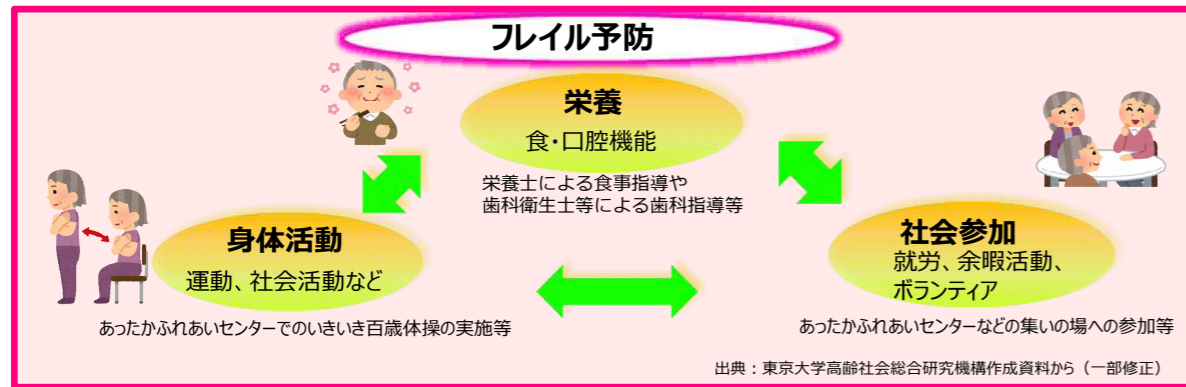 フレイル予防
栄養
食・口腔機能
栄養士による食事指導や
歯科衛生士等による歯科指導等
身体活動
運動、社会活動など
あったかふれあいセンターでのいきいき百歳体操の実施等
社会参加
就労、余暇活動、
ボランティア
あったかふれあいセンターなどの集いの場への参加等
出典：東京大学高齢社会総合研究機構作成資料から（一部修正）